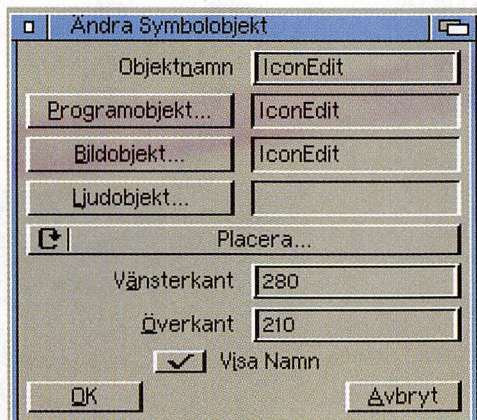 Ändra Symbolobjekt
Objektnamn IconEdit
Programobjekt... IconEdit
Bildobjekt... IconEdit
Ljudobjekt...
Placera...
Vänsterkant 280
Överkant 210
Visa Namn
OK Avbryt